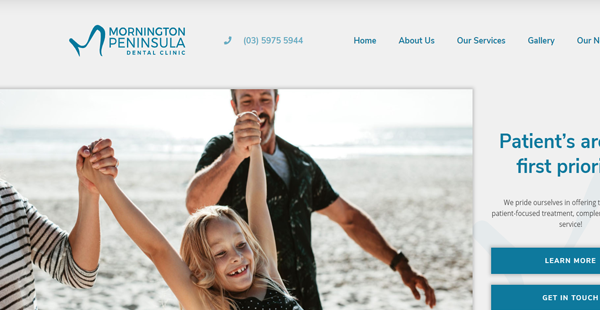 MORNINGTON
PENINSULA
DENTAL CLINIC
(03) 5975 5944
Home
About Us
Our Services
Gallery
Our N
Patient's ar
first priori
We pride ourselves in offering t
patient-focused treatment, comple
service!
LEARN MORE
GET IN TOUCH